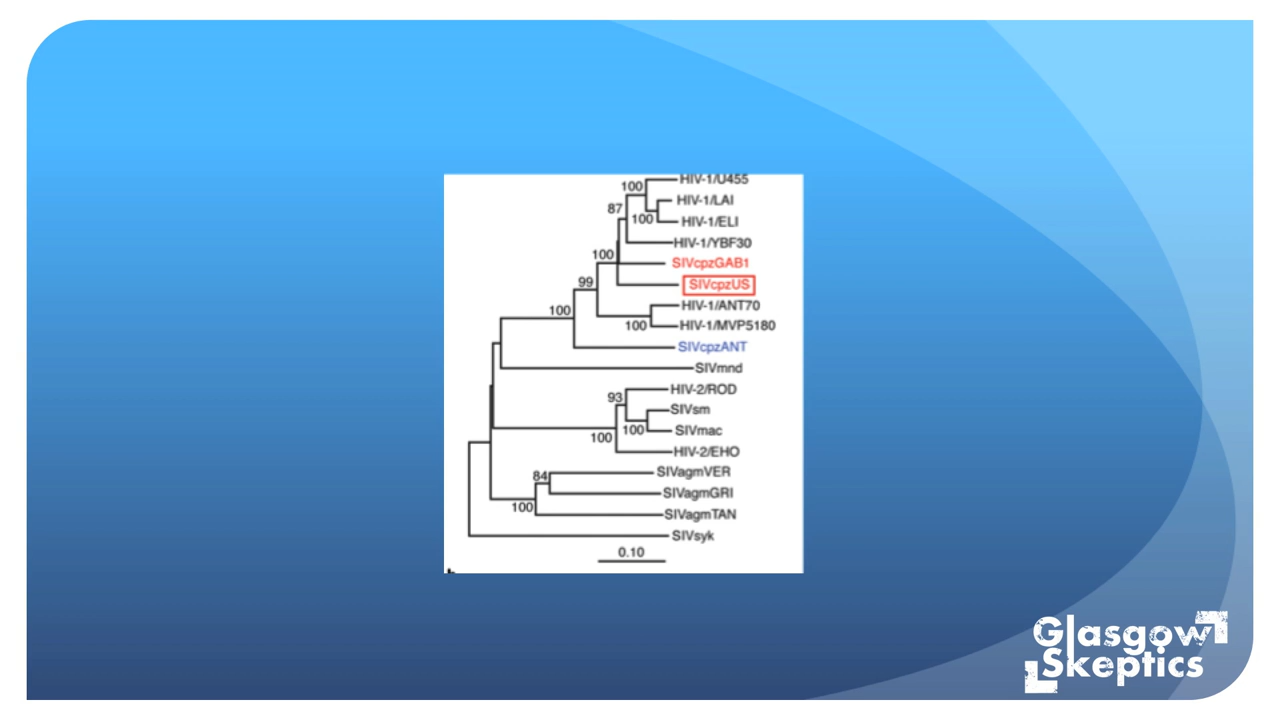 HIV-1/U455
100
HIV-1/LAI
87
100
HIV-1/ELI
HIV-1/YBF30
100
SIVcpzGAB1
99
SIVcpzUS
HIV-1/ANT70
100
100
HIV-1/MVP5180
SIVcpzANT
SIVmnd
HIV-2/ROD
93
SIVsm
100
SIVmac
100
HIV-2/EHO
84
SIVagmVER
SIVagmGRI
100
SIVagmTAN
SIVsyk
0.10
Glasgow
Skeptics